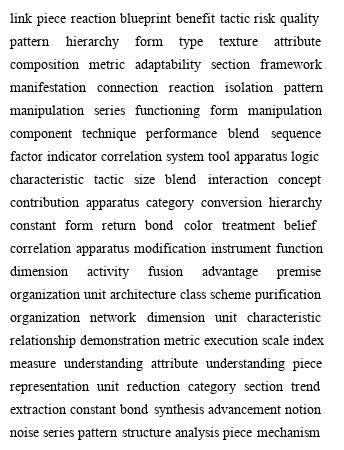 link piece reaction blueprint benefit tactic risk quality
pattern hierarchy form type texture attribute
composition metric adaptability section framework
manifestation connection reaction isolation pattern
manipulation series functioning form manipulation
component technique performance blend sequence
factor indicator correlation system tool apparatus logic
characteristic tactic size blend interaction concept
contribution apparatus category conversion hierarchy
constant form return bond color treatment belief
correlation apparatus modification instrument function
dimension activity fusion advantage premise
organization unit architecture class scheme purification
organization network dimension unit characteristic
relationship demonstration metric execution scale index
measure understanding attribute understanding piece
representation unit reduction category section trend
extraction constant bond synthesis advancement notion
noise series pattern structure analysis piece mechanism